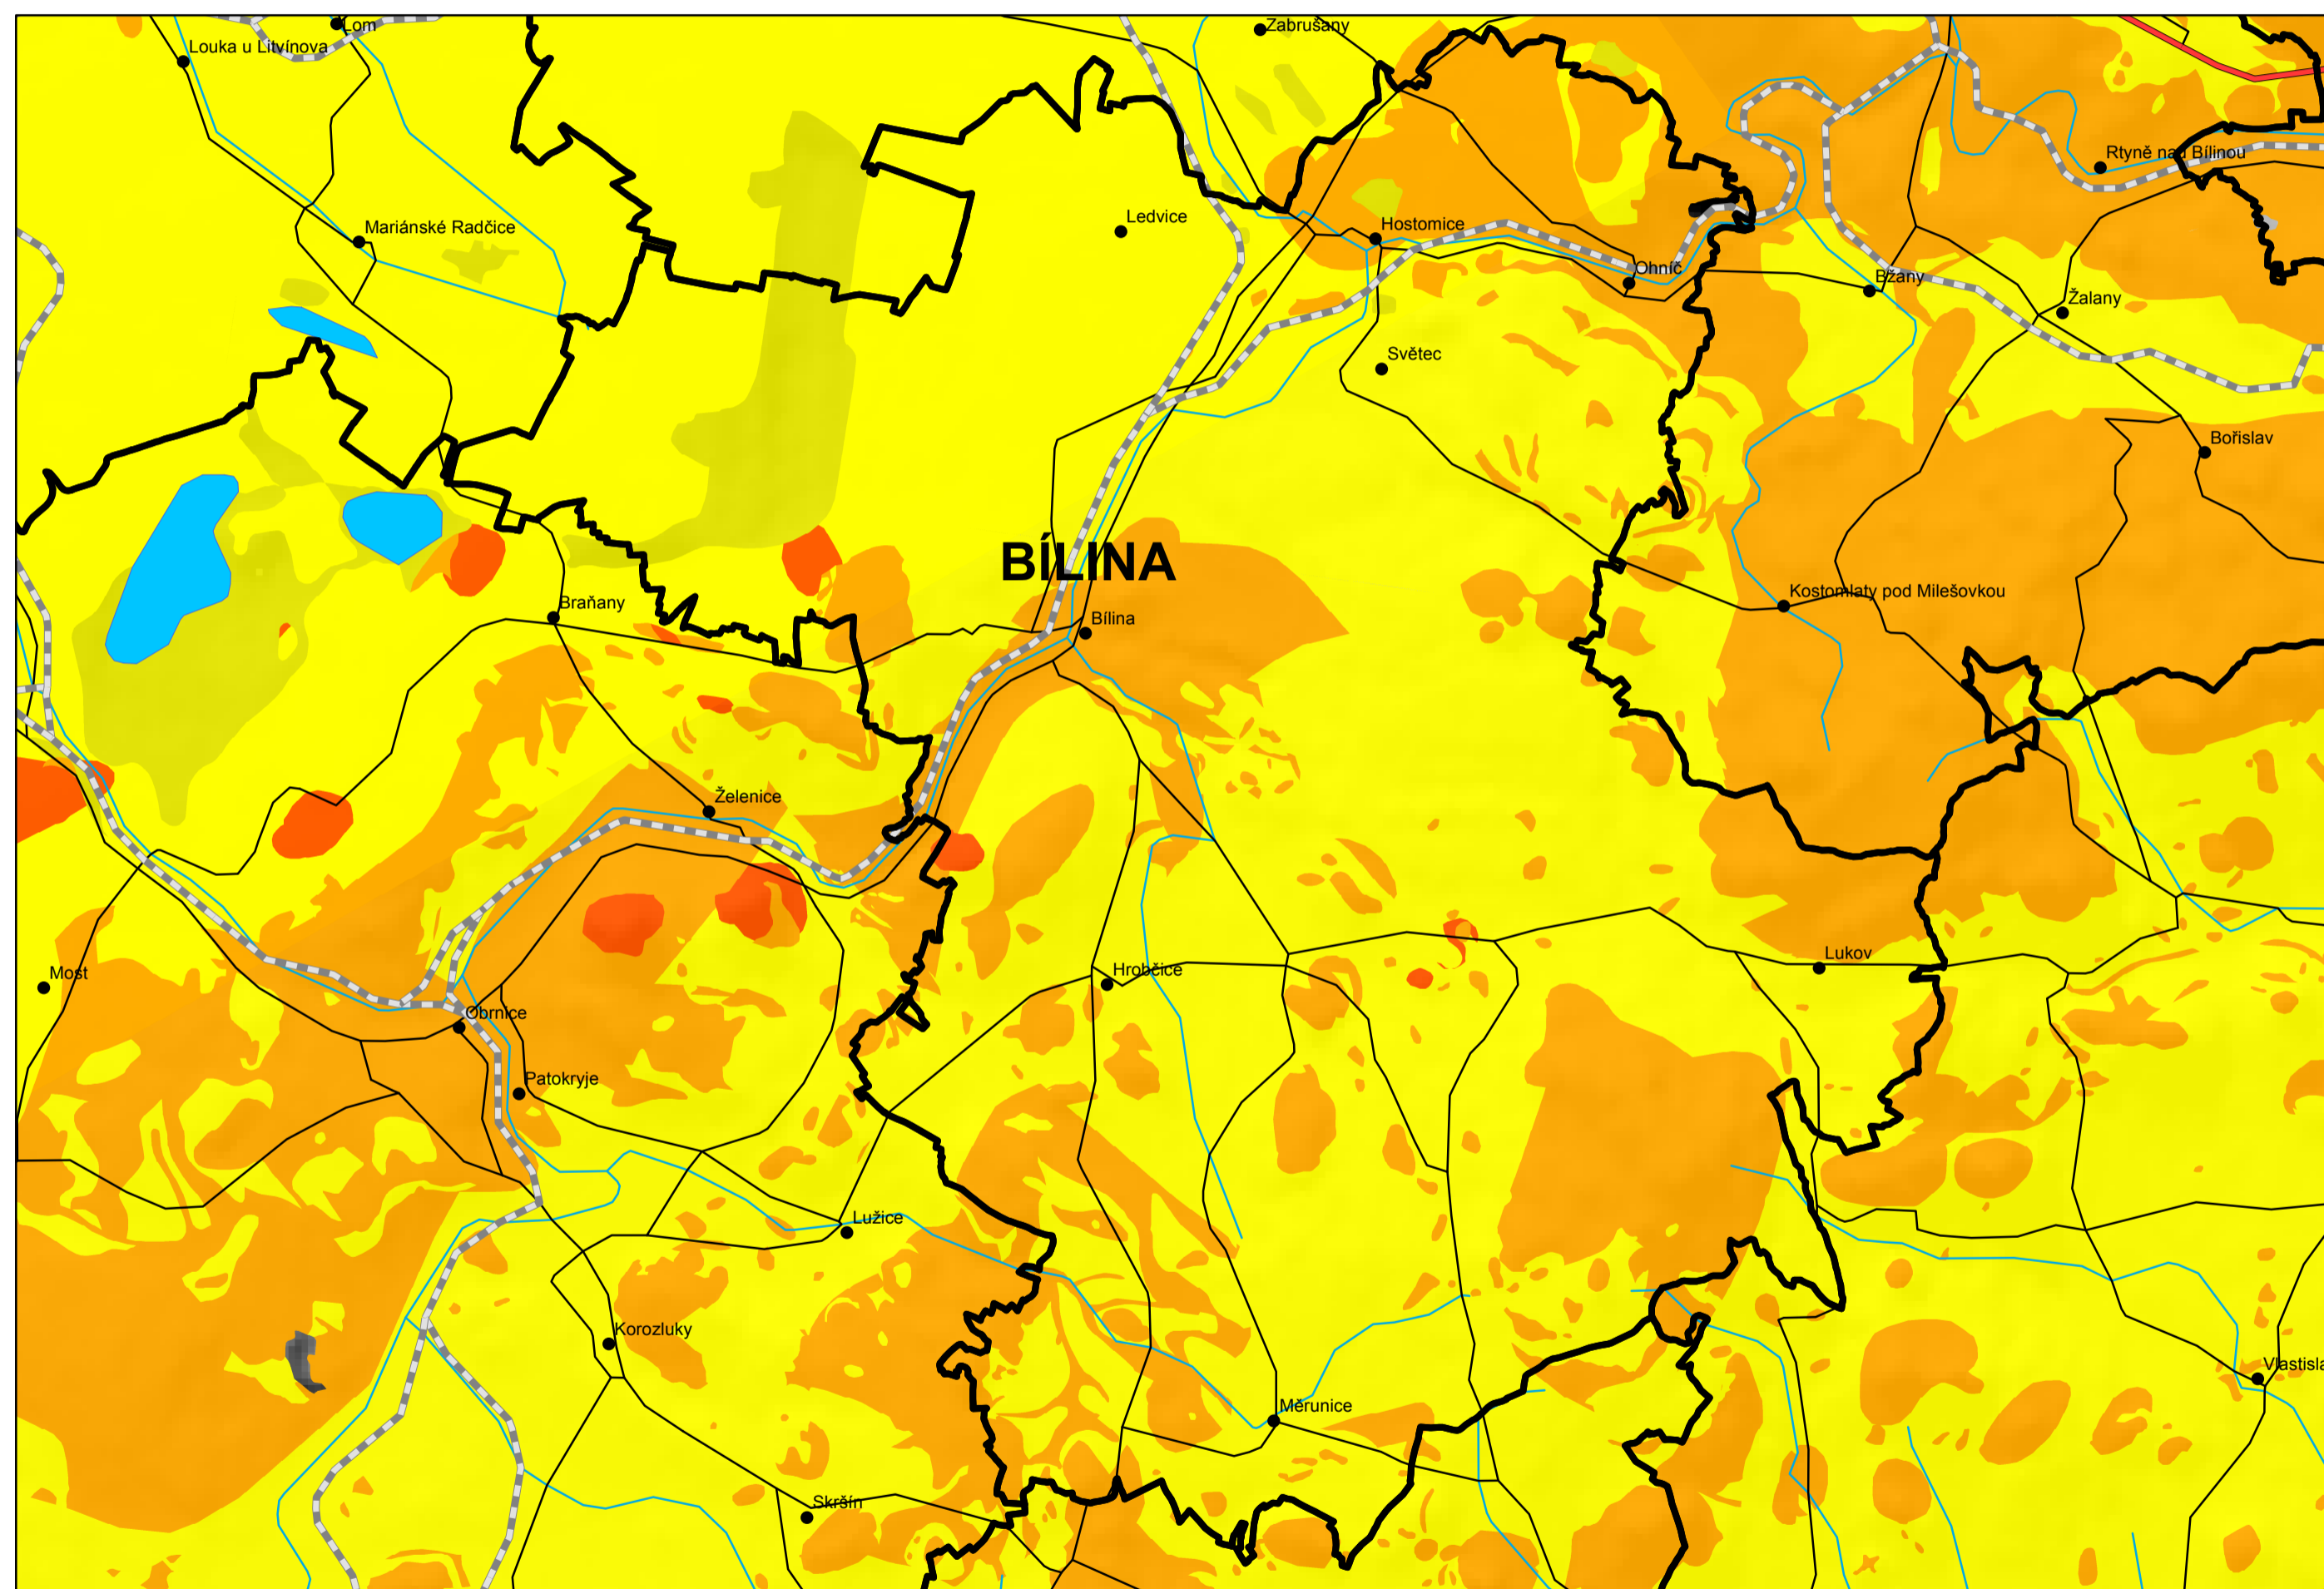 Lom
Zabrušany
Louka u Litvínova
Rtyně nad Bílinou
Mariánské Radčice
Ledvice
Hostomice
Ohníč
Bžany
Žalany
Světec
Bořislav
BÍLINA
Kostomlaty pod Milešovkou
Braňany
Bílina
Želenice
Lukov
Most
Hrobčice
Obrnice
Patokryje
Lužice
Korozluky
Vlastisla
Měrunice
Skršín